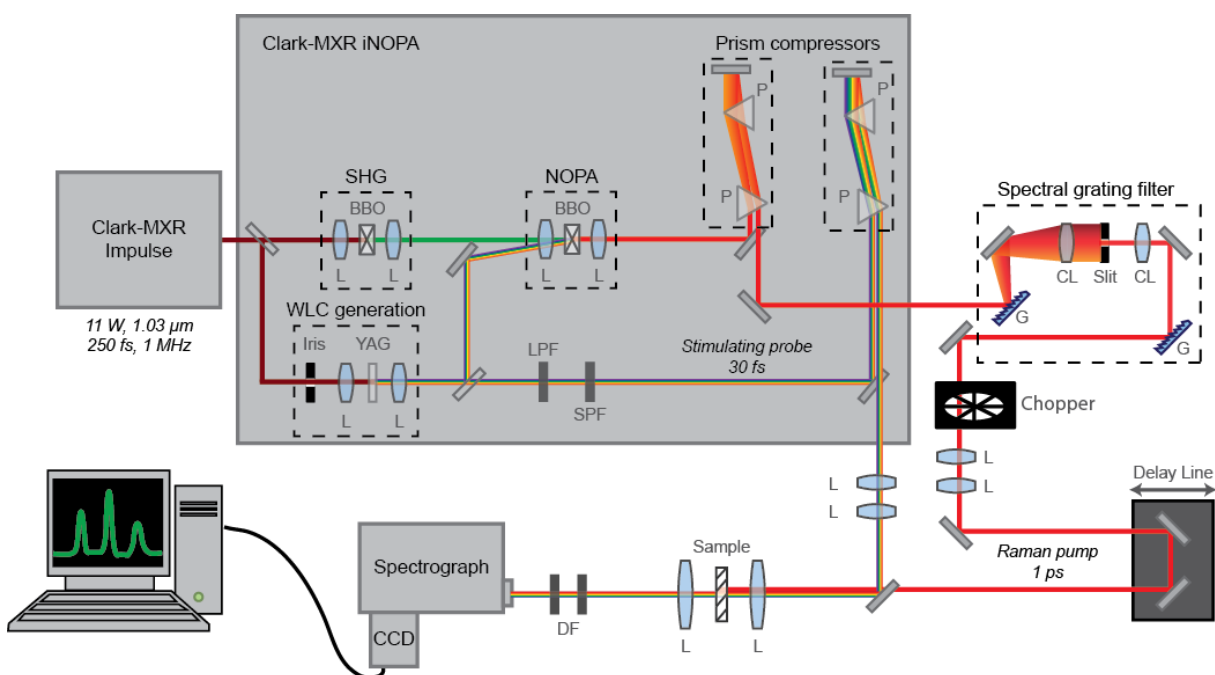 Clark-MXR iNOPA
Prism compressors
P
P
P
P
SHG
BBO
L
L
NOPA
BBO
L
L
Clark-MXR
Impulse
11 W, 1.03 µm
250 fs, 1 MHz
WLC generation
Iris
YAG
L
L
LPF
SPF
Stimulating probe
30 fs
Spectral grating filter
CL
Slit
CL
G
G
Chopper
L
L
Delay Line
Raman pump
1 ps
L
L
Sample
L
L
DF
Spectrograph
CCD